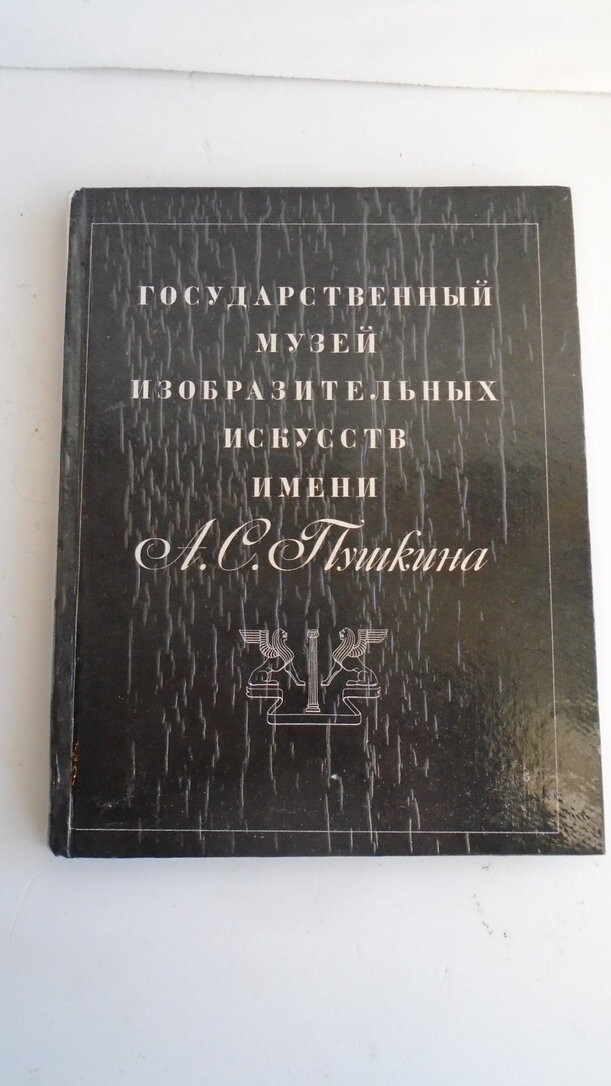 ГОСУДАРСТВЕННЫЙ
МУЗЕЙ
ИЗОБРАЗИТЕЛЬНЫХ
ИСКУССТВ
ИМЕНИ
А.С.Пушкина